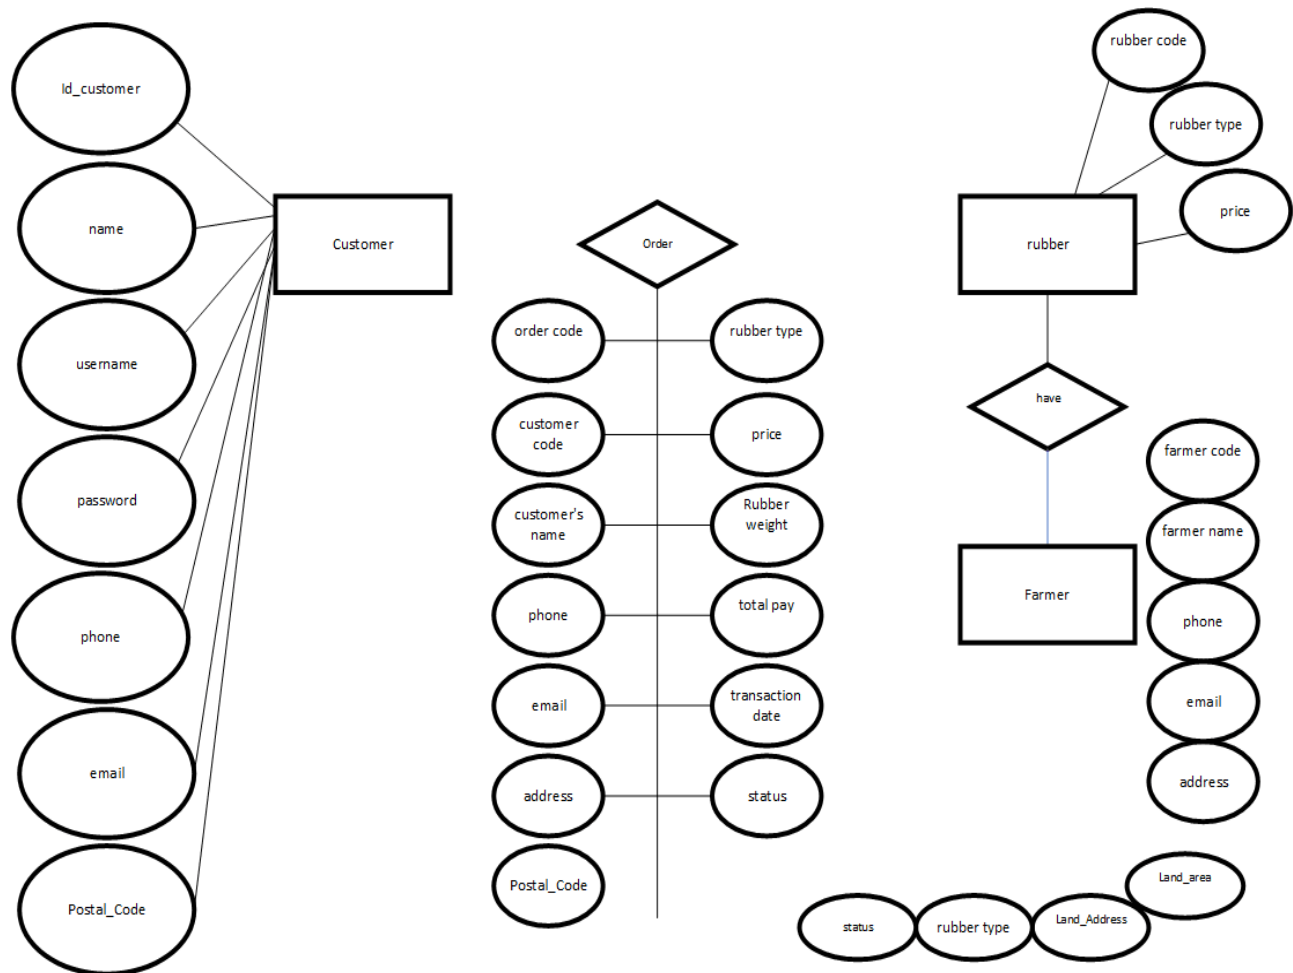 Id_customer
name
username
password
phone
email
Postal_Code
Customer
Order
order code
customer
code
customer's
name
phone
email
address
Postal_Code
rubber type
price
Rubber
weight
total pay
transaction
date
status
rubber code
rubber type
price
rubber
have
Farmer
farmer code
farmer name
phone
email
address
Land_area
Land_Address
rubber type
status